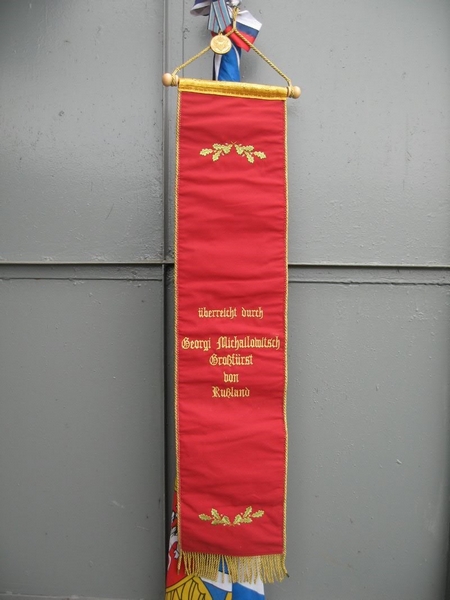 überreicht durch
Georgi Michailowitsch
Großfürst
von
Rußland